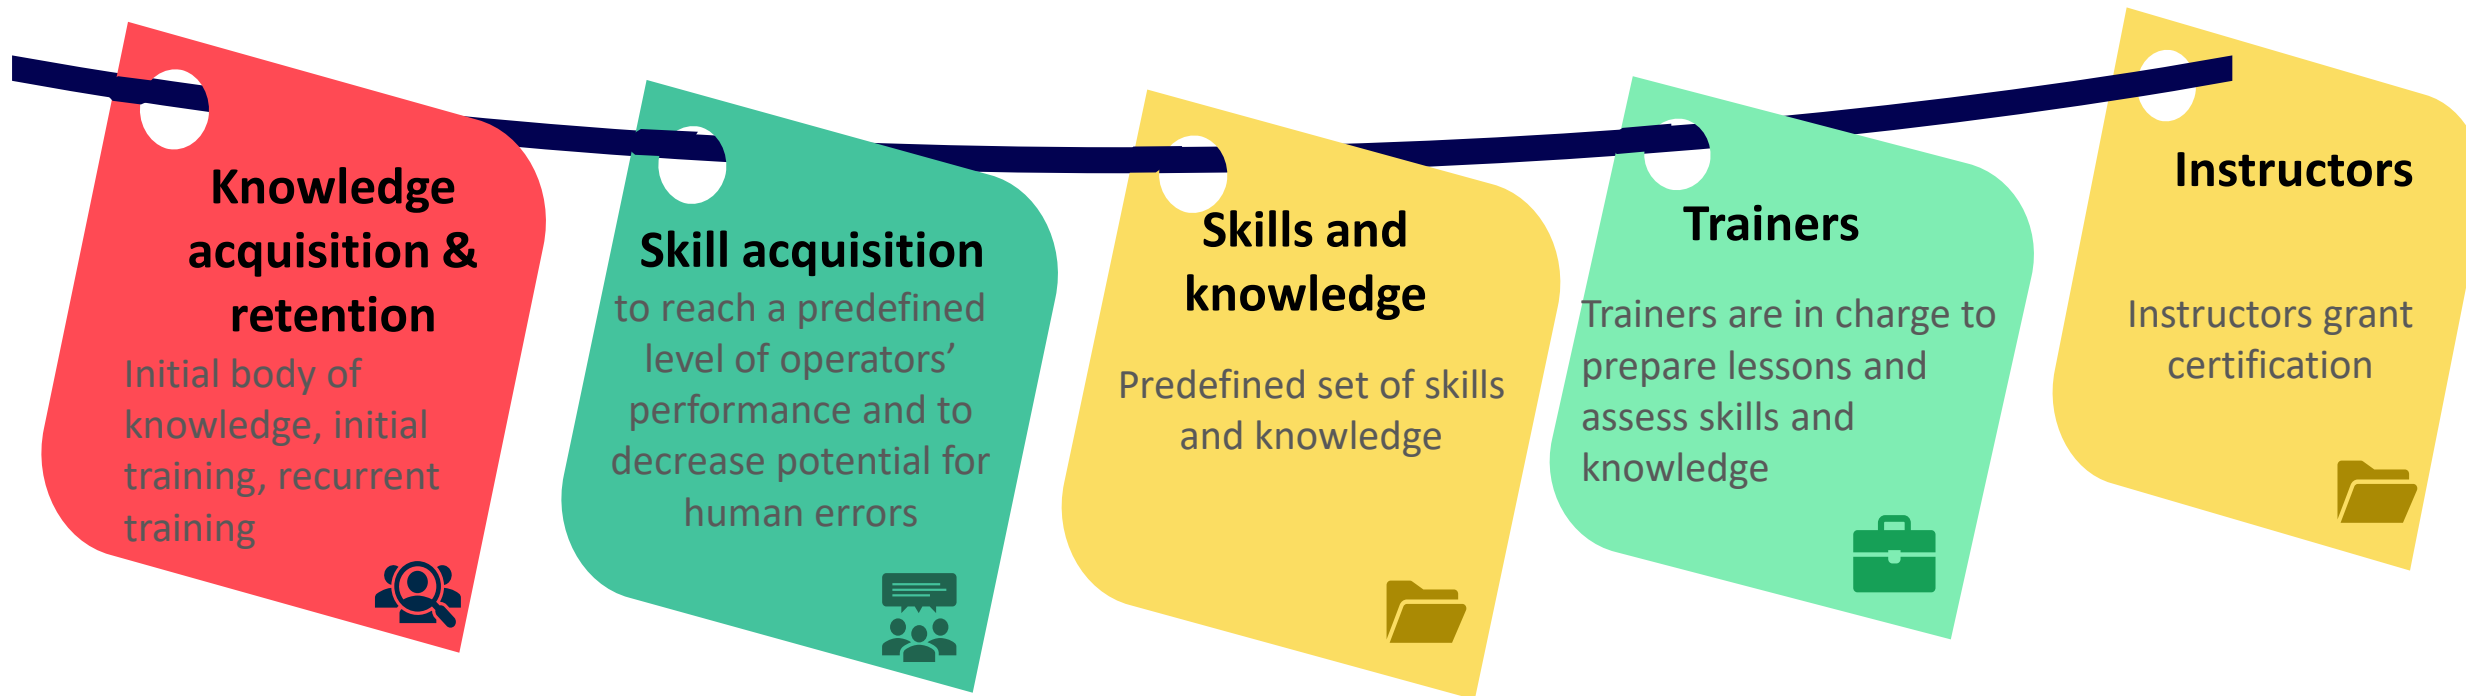 Knowledge
acquisition &
retention
Initial body of
knowledge, initial
training, recurrent
training
Skill acquisition
to reach a predefined
level of operators’
performance and to
decrease potential for
human errors
Skills and
knowledge
Predefined set of skills
and knowledge
Trainers
Trainers are in charge to
prepare lessons and
assess skills and
knowledge
Instructors
Instructors grant
certification